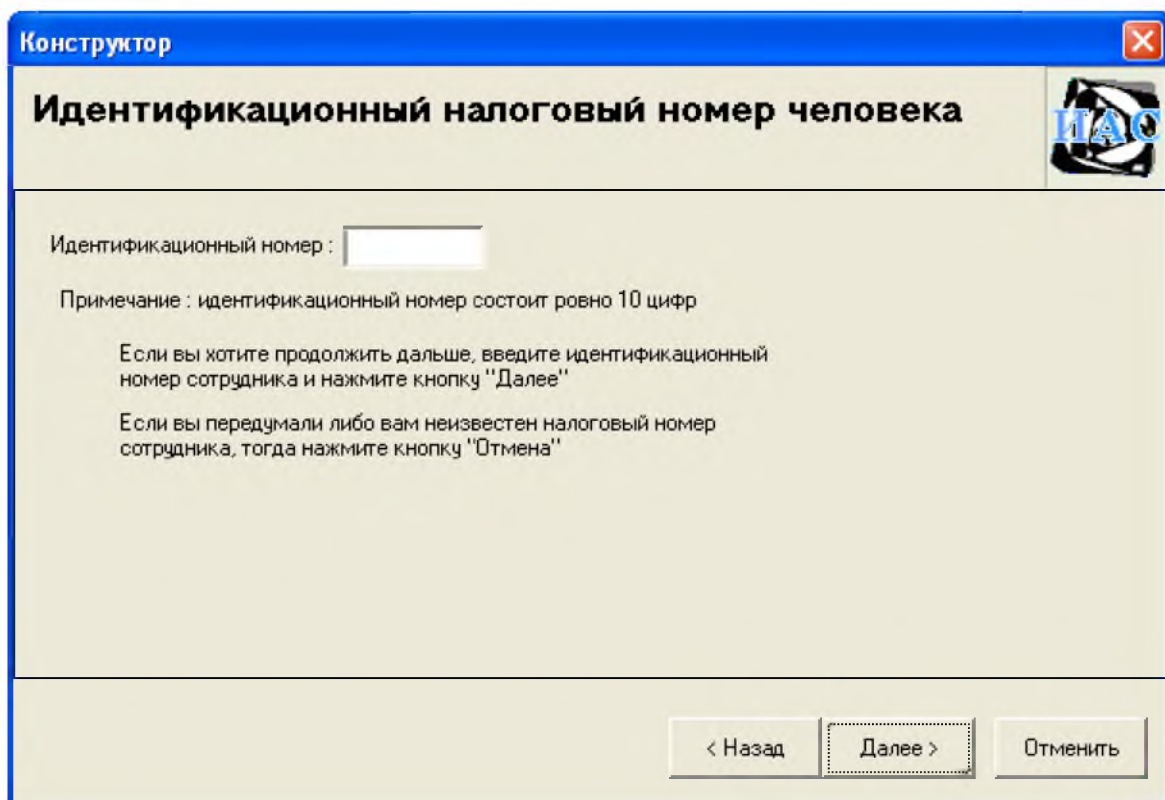 Конструктор
Идентификационный налоговый номер человека
ИАС
Идентификационный номер :
Примечание : идентификационный номер состоит ровно 10 цифр
Если вы хотите продолжить дальше, введите идентификационный
номер сотрудника и нажмите кнопку "Далее"
Если вы передумали либо вам неизвестен налоговый номер
сотрудника, тогда нажмите кнопку "Отмена"
< Назад
Далее >
Отменить